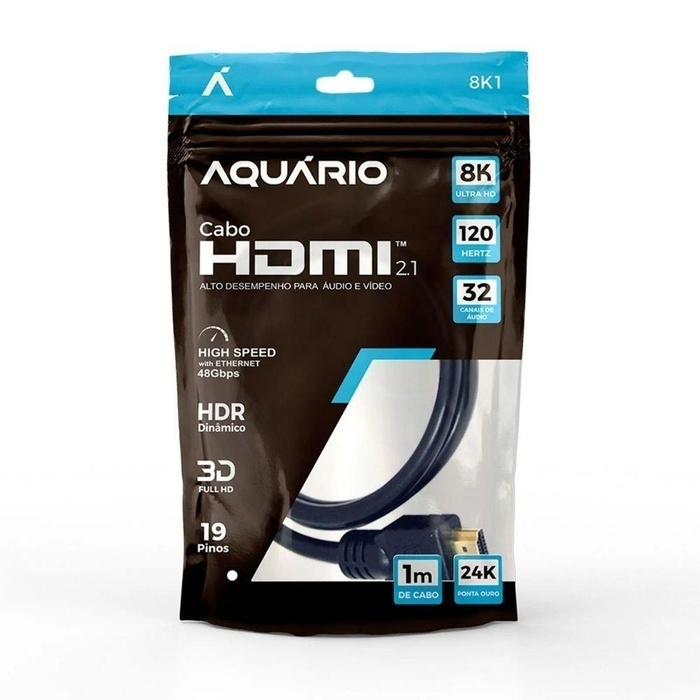 8K1
AQUÁRIO
Cabo
HDMI™ 2.1
ALTO DESEMPENHO PARA ÁUDIO E VÍDEO
8K
ULTRA HD
120
HERTZ
32
CANAIS DE
ÁUDIO
HIGH SPEED
with ETHERNET
48Gbps
HDR
Dinâmico
3D
FULL HD
19
Pinos
1m
DE CABO
24K
PONTA OURO